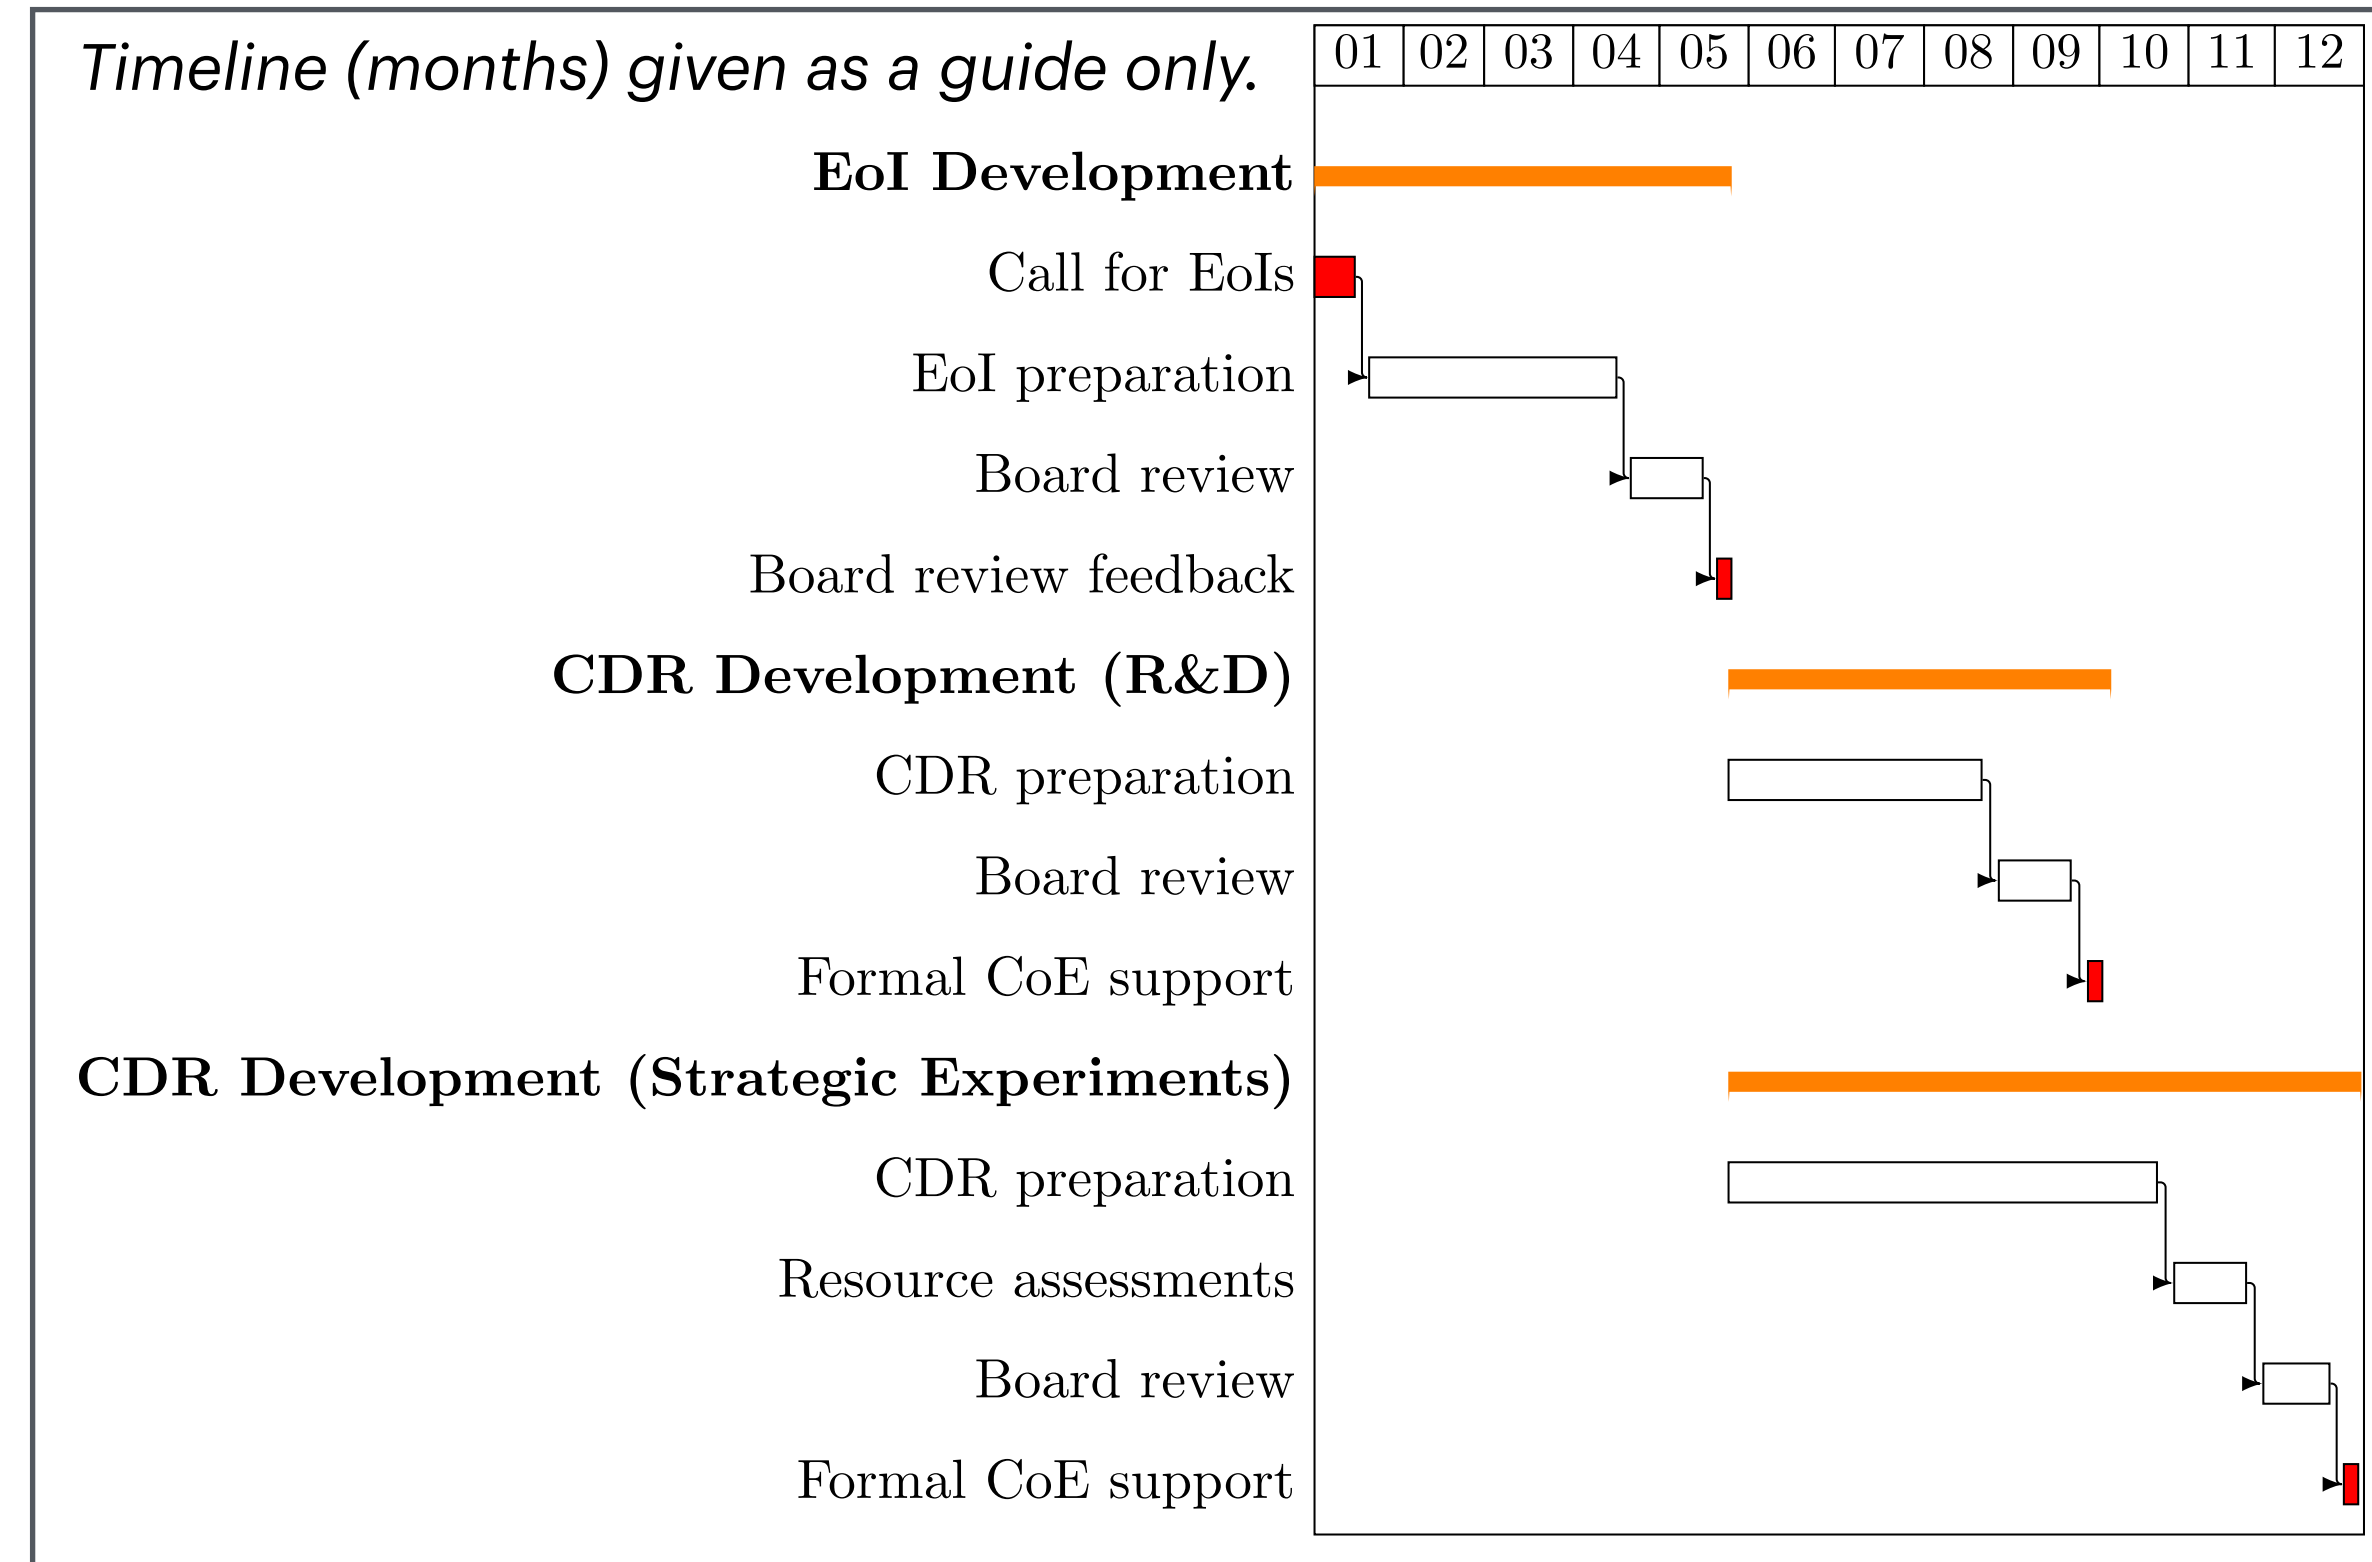 Timeline (months) given as a guide only.
01 02 03 04 05 06 07 08 09 10 11 12
EoI Development
Call for EoIs
EoI preparation
Board review
Board review feedback
CDR Development (R&D)
CDR preparation
Board review
Formal CoE support
CDR Development (Strategic Experiments)
CDR preparation
Resource assessments
Board review
Formal CoE support